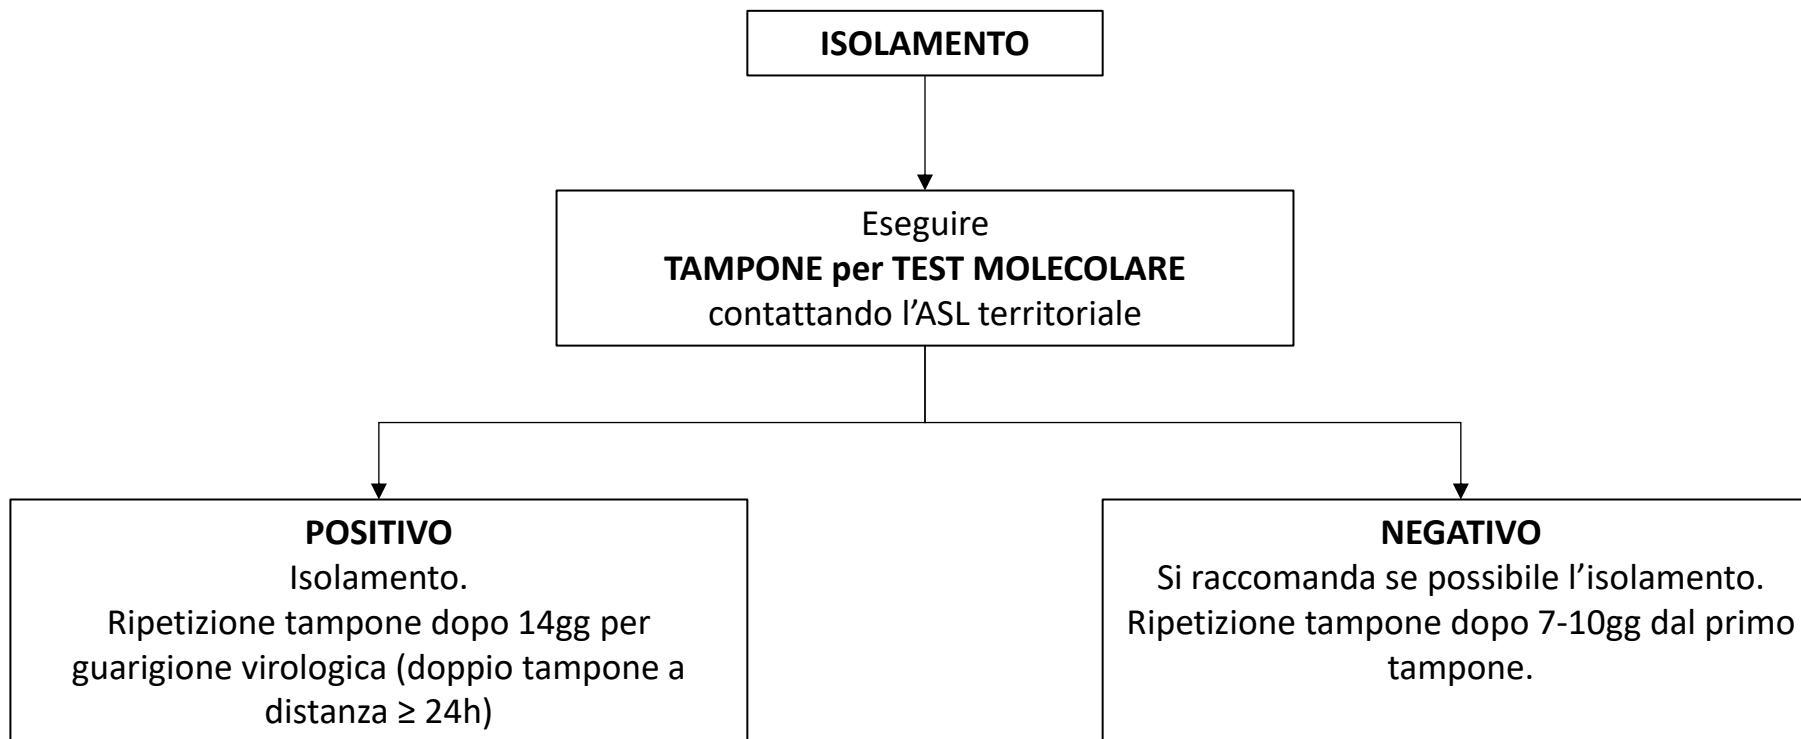 ISOLAMENTO
Eseguire
TAMPONE per TEST MOLECOLARE
contattando l’ASL territoriale
POSITIVO
Isolamento.
Ripetizione tampone dopo 14gg per
guarigione virologica (doppio tampone a
distanza ≥ 24h)
NEGATIVO
Si raccomanda se possibile l’isolamento.
Ripetizione tampone dopo 7-10gg dal primo
tampone.